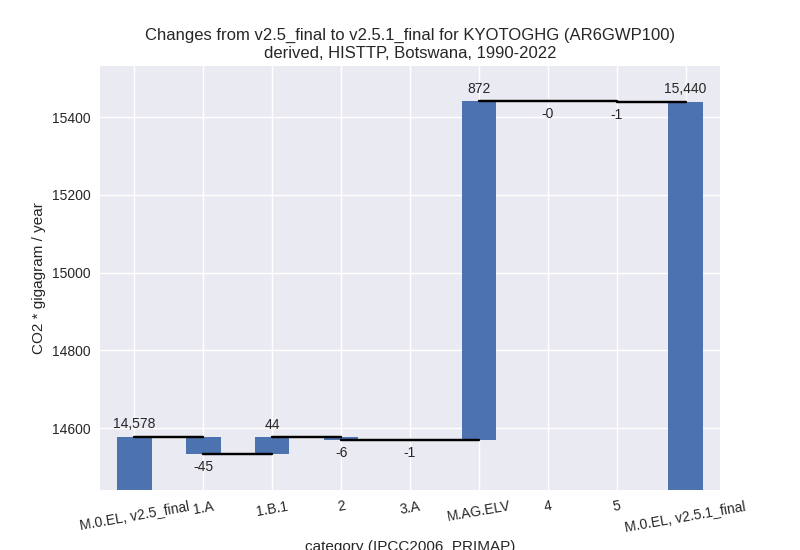 Changes from v2.5_final to v2.5.1_final for KYOTOGHG (AR6GWP100)
derived, HISTTP, Botswana, 1990-2022
872
15,440
15400
-0
-1
15200
15000
CO2 * gigagram / year
14800
14,578
44
14600
-45
-6
-1
M.0.EL, v2.5_final
1.A
1.B.1
2
3.A
M.AG.ELV
4
5
M.0.EL, v2.5.1_final
category (IPCC2006_PRIMAP)